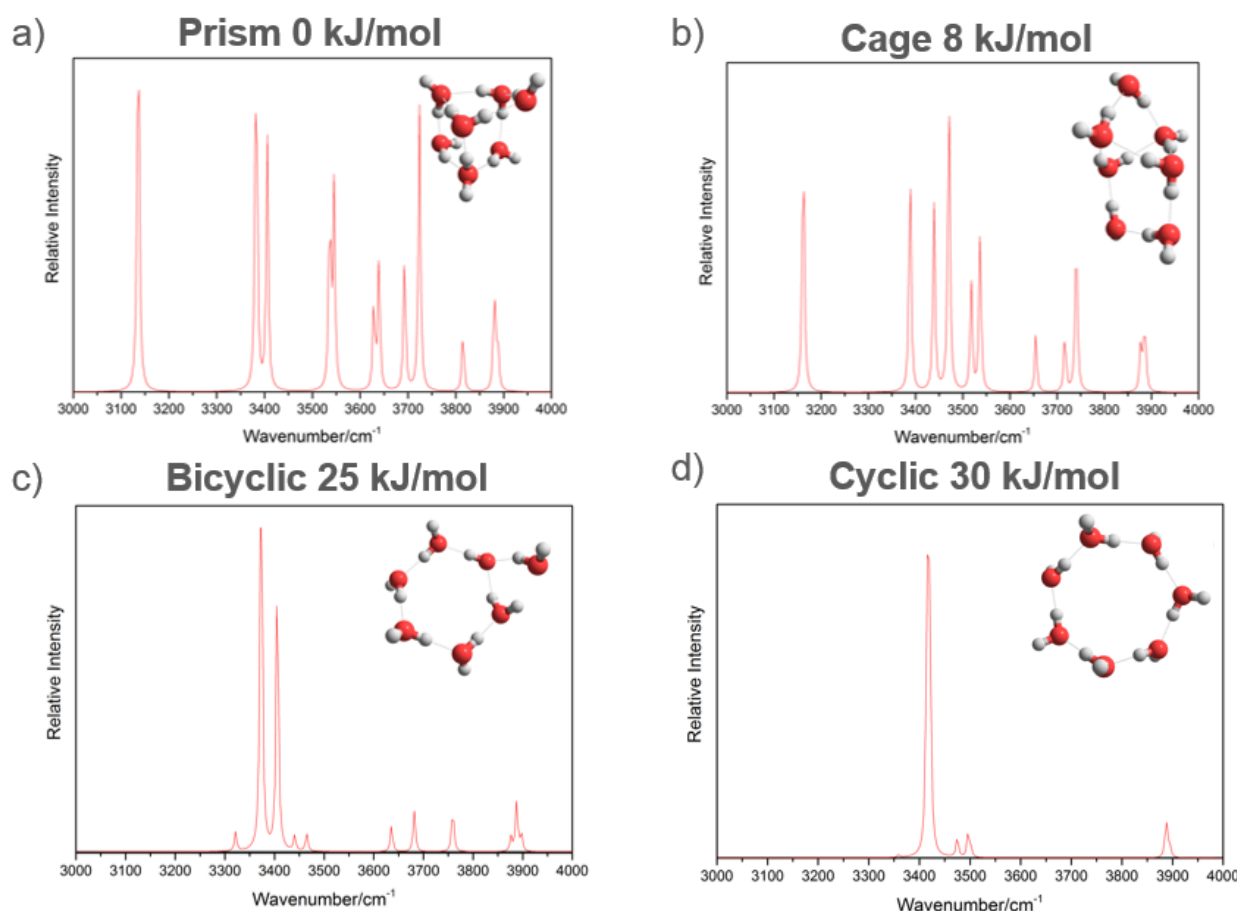 a)
Prism 0 kJ/mol
Relative Intensity
3000 3100 3200 3300 3400 3500 3600 3700 3800 3900 4000
Wavenumber/cm⁻¹
b)
Cage 8 kJ/mol
Relative Intensity
3000 3100 3200 3300 3400 3500 3600 3700 3800 3900 4000
Wavenumber/cm⁻¹
c)
Bicyclic 25 kJ/mol
Relative Intensity
3000 3100 3200 3300 3400 3500 3600 3700 3800 3900 4000
Wavenumber/cm⁻¹
d)
Cyclic 30 kJ/mol
Relative Intensity
3000 3100 3200 3300 3400 3500 3600 3700 3800 3900 4000
Wavenumber/cm⁻¹